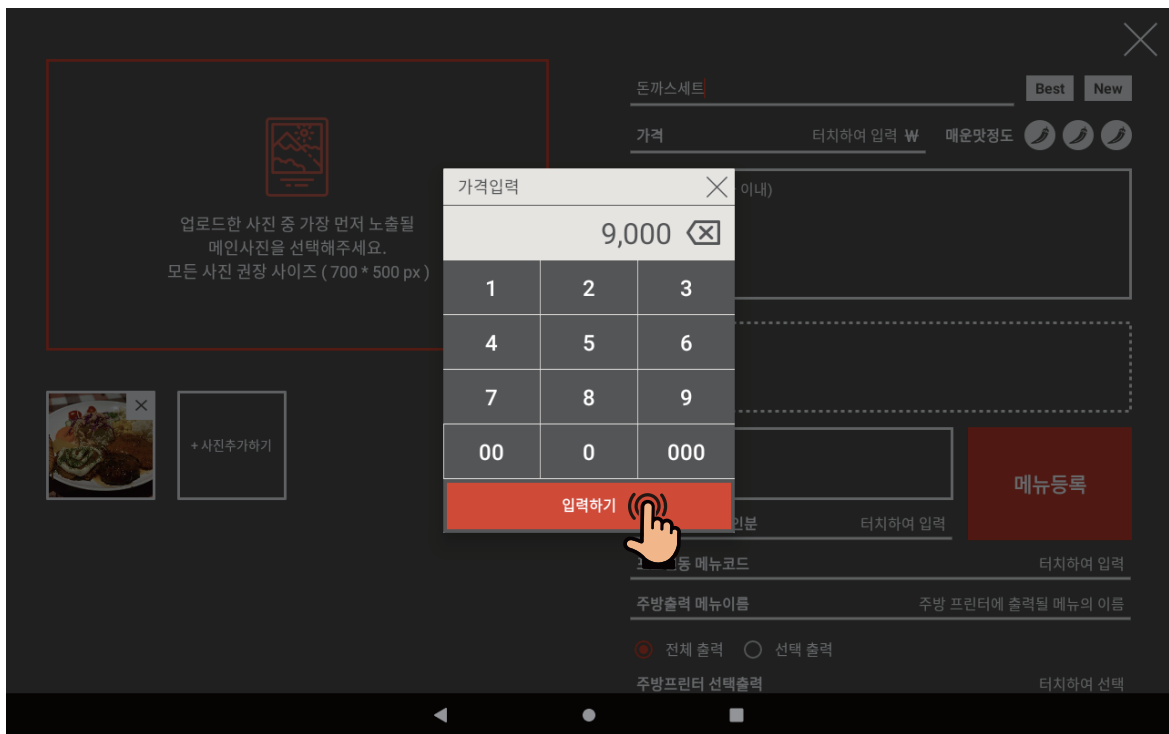 돈까스세트
Best
New
가격
터치하여 입력 ₩
매운맛정도
이내)
업로드한 사진 중 가장 먼저 노출될
메인사진을 선택해주세요.
모든 사진 권장 사이즈 ( 700 * 500 px )
가격입력
9,000
1 2 3
4 5 6
7 8 9
00 0 000
입력하기
+ 사진추가하기
메뉴등록
인분
터치하여 입력
동 메뉴코드
터치하여 입력
주방출력 메뉴이름
주방 프린터에 출력될 메뉴의 이름
전체 출력
선택 출력
주방프린터 선택출력
터치하여 선택